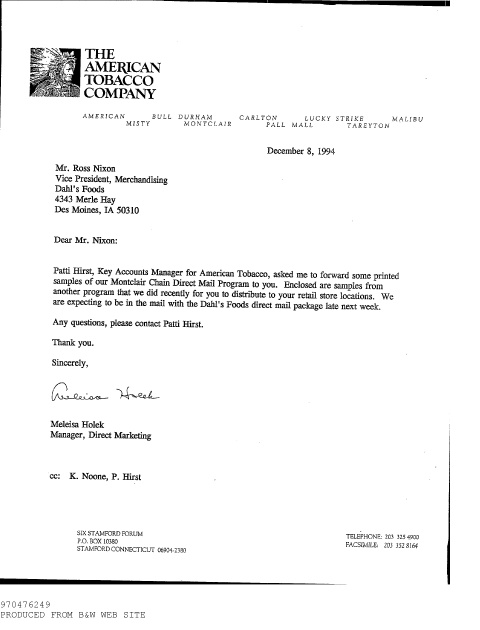 THE
AMERICAN
TOBACCO
COMPANY
AMERICAN BULL DURHAM CARLTON LUCKY STRIKE MALIBU
MISTY MONTCLAIR PALL MALL TAREYTON
December 8, 1994
Mr. Ross Nixon
Vice President, Merchandising
Dahl's Foods
4343 Merle Hay
Des Moines, IA 50310
Dear Mr. Nixon:
Patti Hirst, Key Accounts Manager for American Tobacco, asked me to forward some printed
samples of our Montclair Chain Direct Mail Program to you. Enclosed are samples from
another program that we did recently for you to distribute to your retail store locations. We
are expecting to be in the mail with the Dahl's Foods direct mail package late next week.
Any questions, please contact Patti Hirst.
Thank you.
Sincerely,
Meleisa Holek
Meleisa Holek
Manager, Direct Marketing
cc: K. Noone, P. Hirst
SIX STAMFORD FORUM
P.O. BOX 10380
STAMFORD CONNECTICUT 06904-2380
TELEPHONE: 203 325 4900
FACSIMILE: 203 352 8164
970476249
PRODUCED FROM B&W WEB SITE